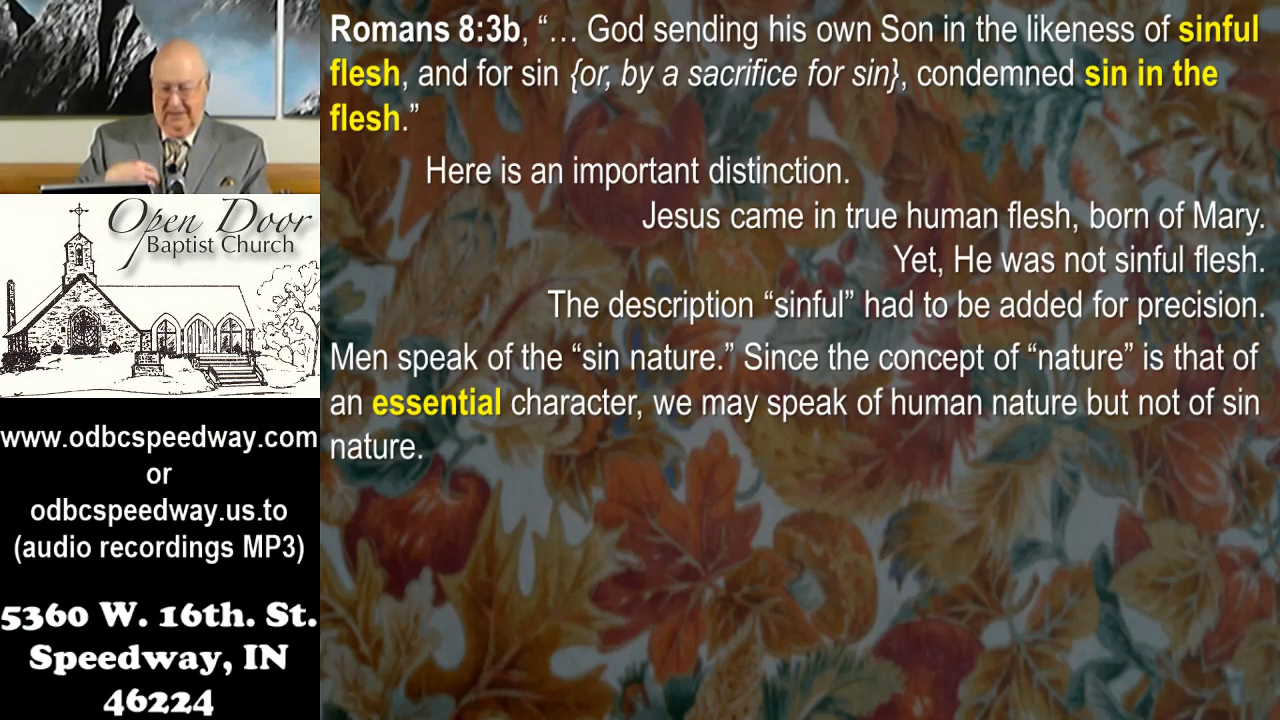 Romans 8:3b, “… God sending his own Son in the likeness of sinful
flesh, and for sin {or, by a sacrifice for sin}, condemned sin in the
flesh.”
Here is an important distinction.
Jesus came in true human flesh, born of Mary.
Yet, He was not sinful flesh.
The description “sinful” had to be added for precision.
Men speak of the “sin nature.” Since the concept of “nature” is that of
an essential character, we may speak of human nature but not of sin
nature.
Open Door
Baptist Church
www.odbcspeedway.com
or
odbcspeedway.us.to
(audio recordings MP3)
5360 W. 16th. St.
Speedway, IN
46224